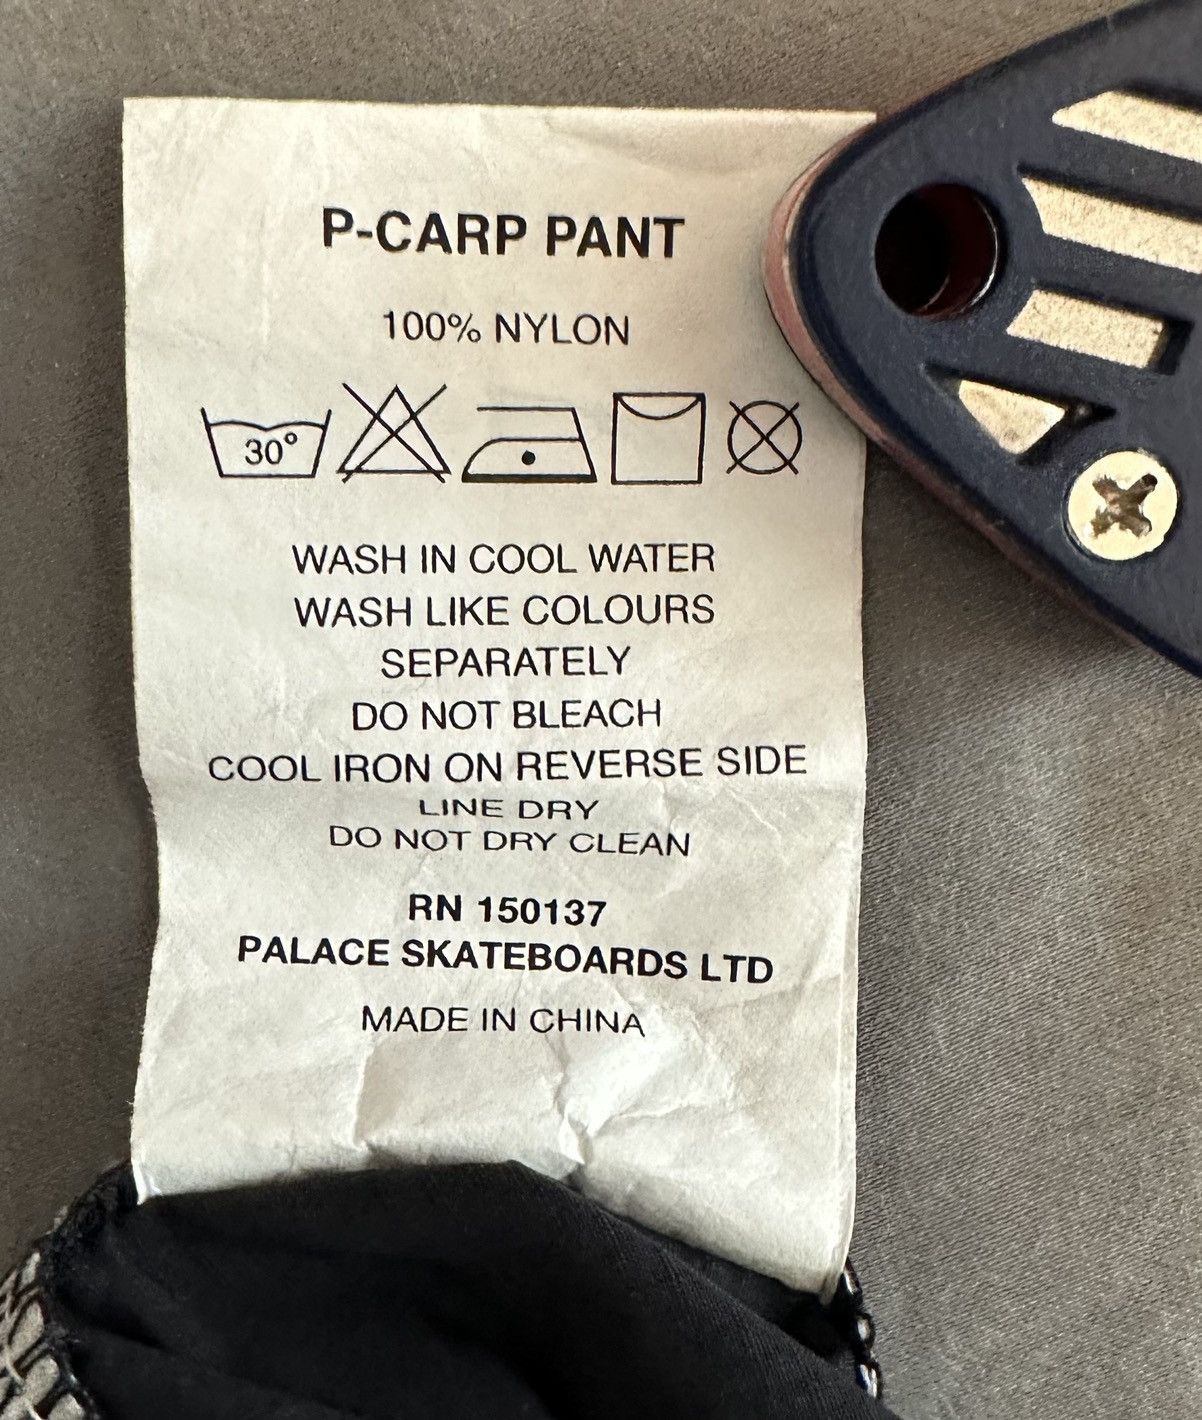 P-CARP PANT
100% NYLON
30°
WASH IN COOL WATER
WASH LIKE COLOURS
SEPARATELY
DO NOT BLEACH
COOL IRON ON REVERSE SIDE
LINE DRY
DO NOT DRY CLEAN
RN 150137
PALACE SKATEBOARDS LTD
MADE IN CHINA